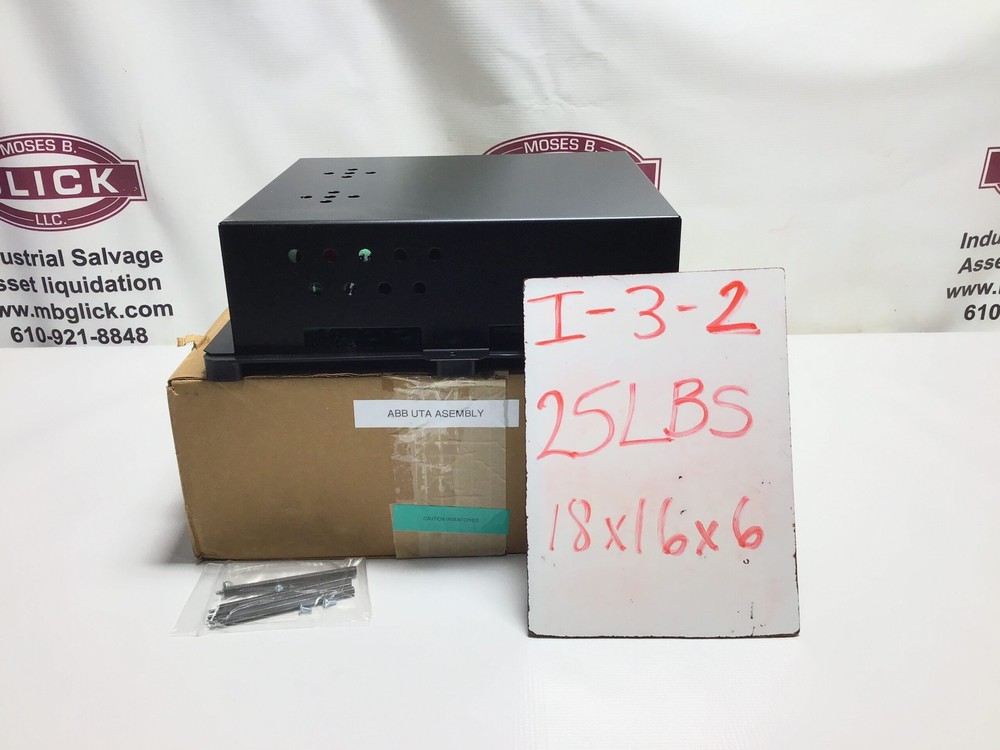 MOSES B.
GLICK
LLC.
Industrial Salvage
Asset liquidation
www.mbglick.com
610-921-8848
MOSES B.
Indu
Asse
www.
610
I-3-2
25LBS
18x16x6
ABB UTA ASEMBLY